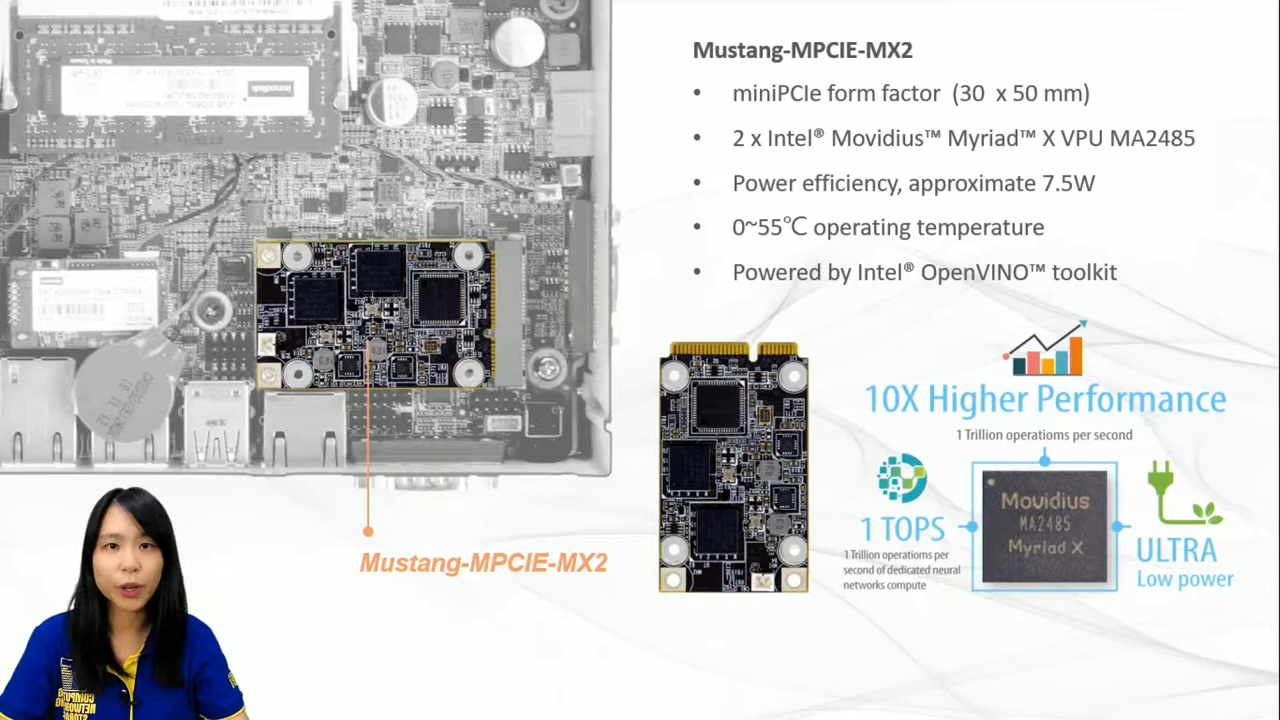 Mustang-MPCIE-MX2
• miniPCIe form factor (30 x 50 mm)
• 2 x Intel® Movidius™ Myriad™ X VPU MA2485
• Power efficiency, approximate 7.5W
• 0~55℃ operating temperature
• Powered by Intel® OpenVINO™ toolkit
innodisk
Mustang-MPCIE-MX2
10X Higher Performance
1 Trillion operatioms per second
1 TOPS
1 Trillion operatioms per
second of dedicated neural
networks compute
Movidius
MA2485
Myriad X
ULTRA
Low power